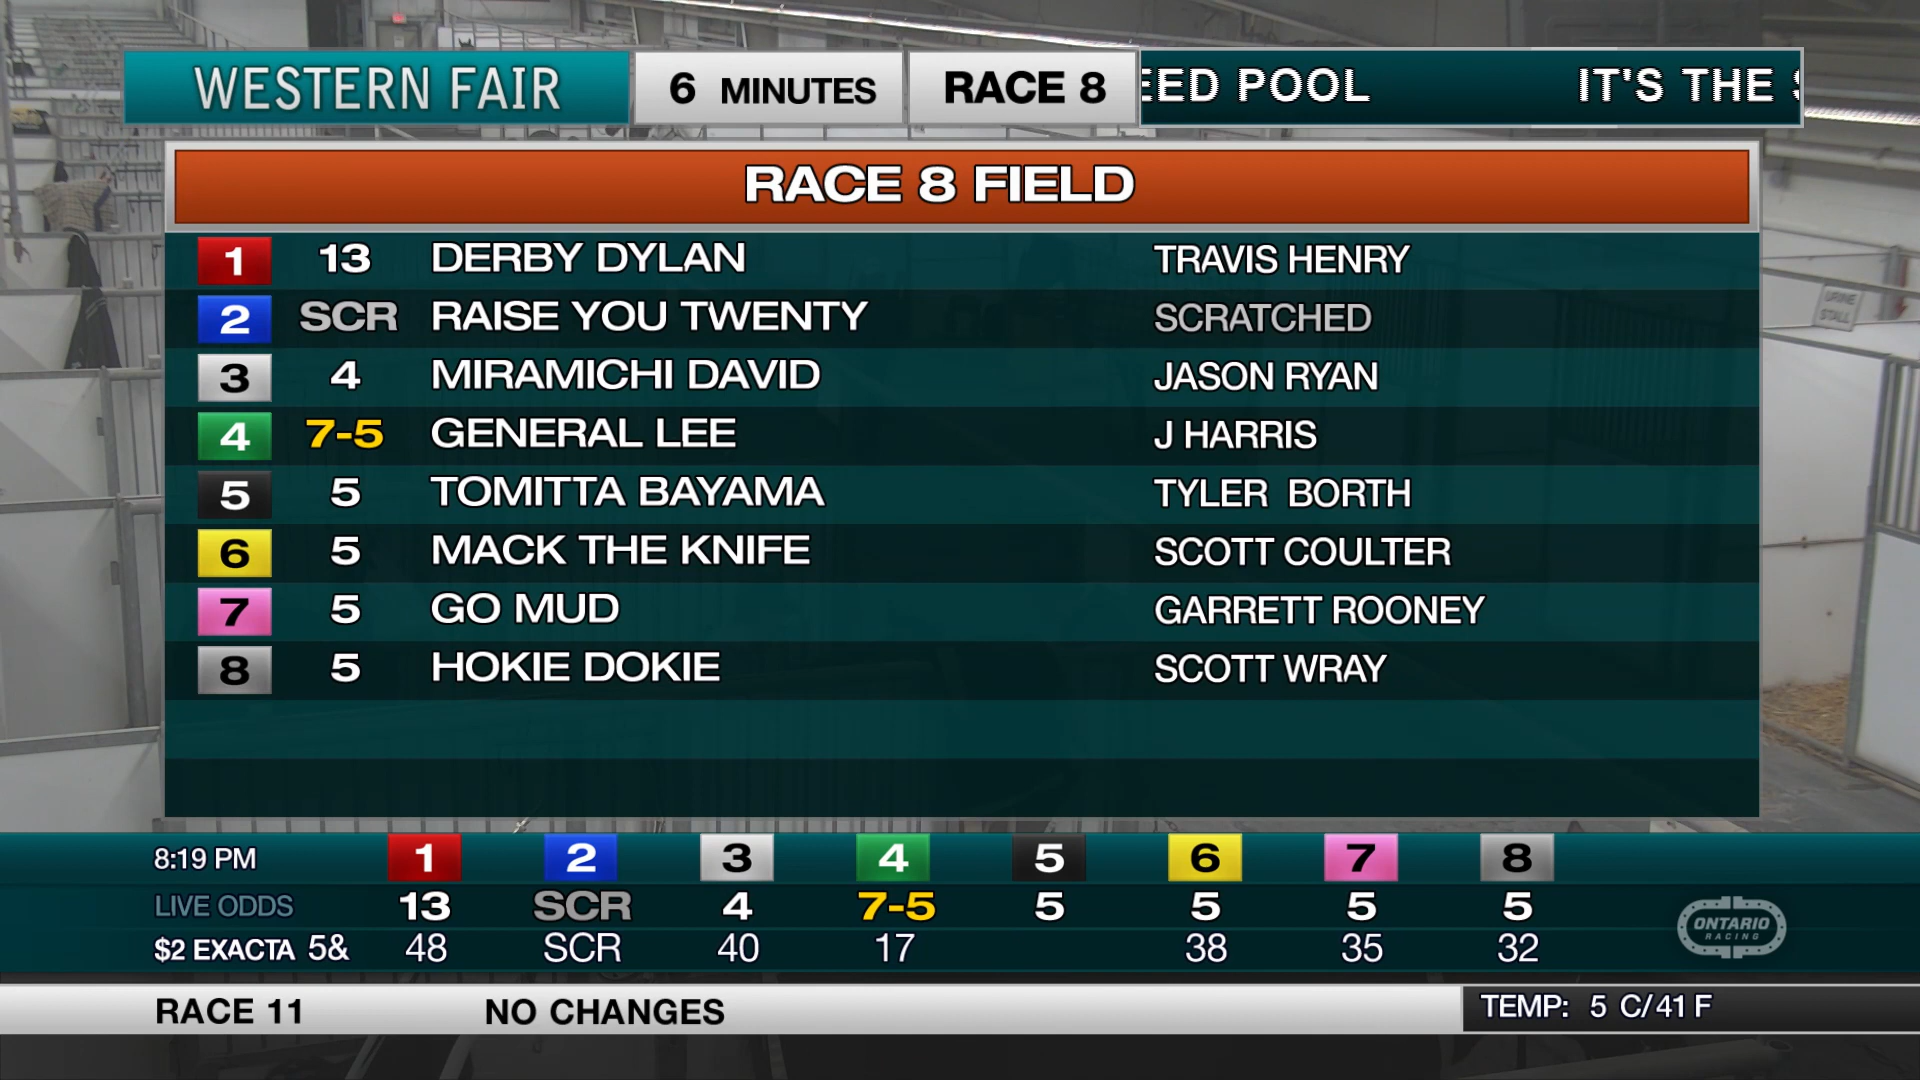 WESTERN FAIR 6 MINUTES RACE 8 EED POOL IT'S THE
RACE 8 FIELD
1 13 DERBY DYLAN TRAVIS HENRY
2 SCR RAISE YOU TWENTY SCRATCHED
3 4 MIRAMICHI DAVID JASON RYAN
4 7-5 GENERAL LEE J HARRIS
5 5 TOMITTA BAYAMA TYLER BORTH
6 5 MACK THE KNIFE SCOTT COULTER
7 5 GO MUD GARRETT ROONEY
8 5 HOKIE DOKIE SCOTT WRAY
URINE
STALL
8:19 PM 1 2 3 4 5 6 7 8
LIVE ODDS 13 SCR 4 7-5 5 5 5 5
$2 EXACTA 5& 48 SCR 40 17 38 35 32
ONTARIO
RACING
RACE 11 NO CHANGES TEMP: 5 C/41 F